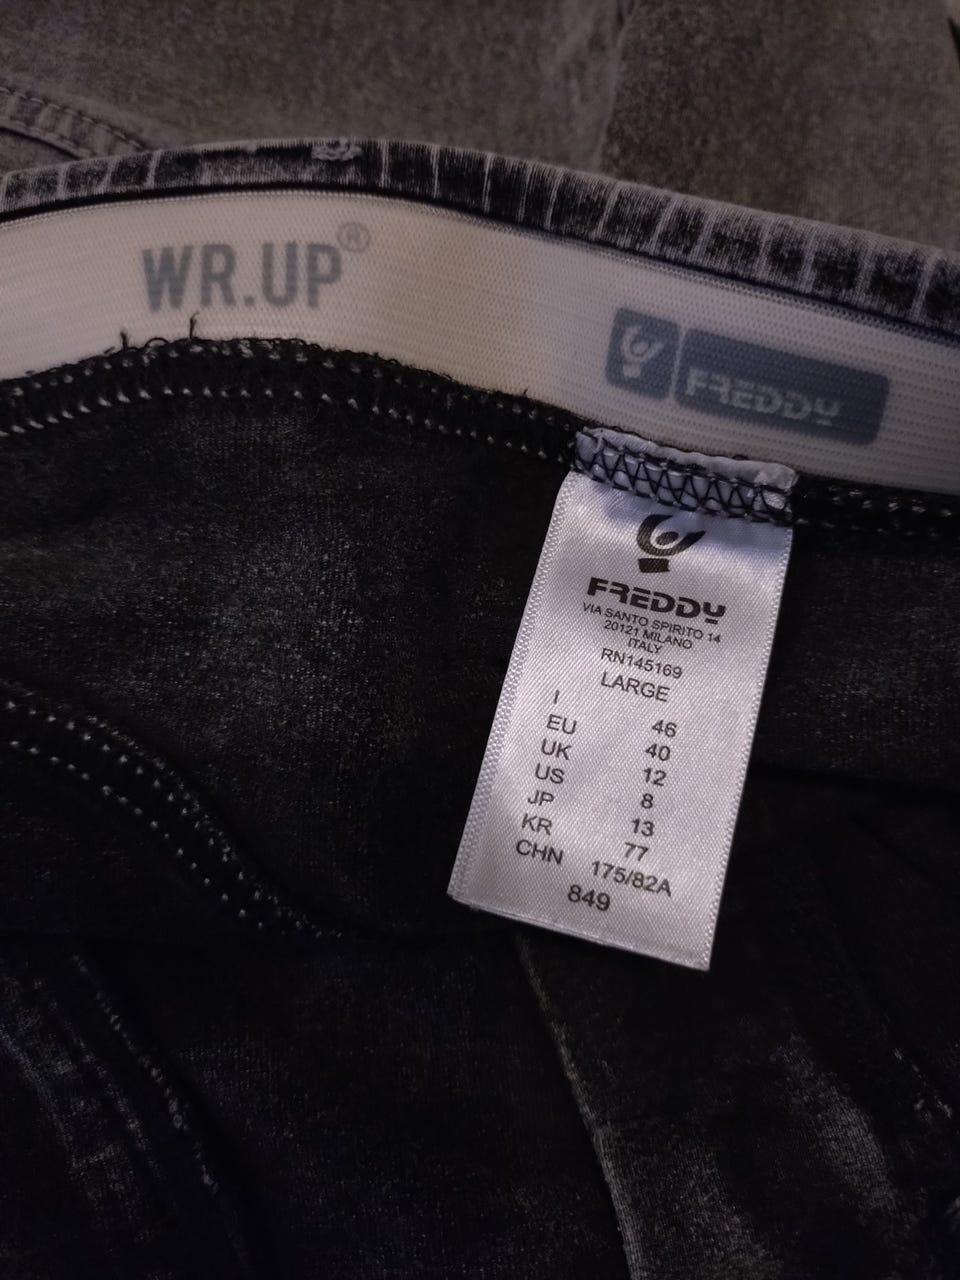 WR.UP®
FREDDY
FREDDY
VIA SANTO SPIRITO 14
20121 MILANO
ITALY
RN145169
LARGE
I 46
EU 40
UK 12
US 8
JP 13
KR 77
CHN 175/82A
849